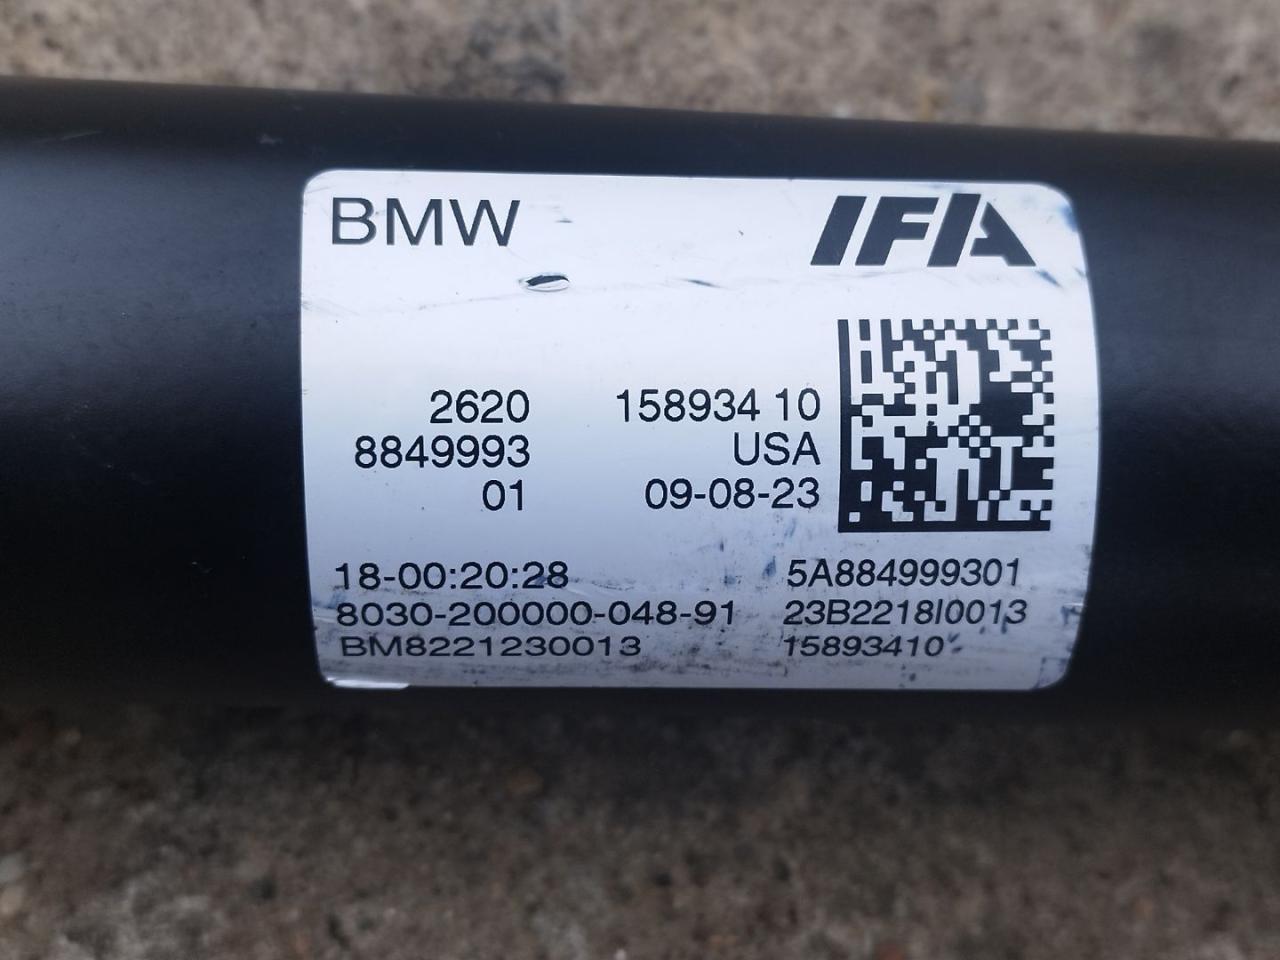 BMW IFA
2620 158934 10
8849993 USA
01 09-08-23
18-00:20:28 5A884999301
8030-200000-048-91 23B2218I0013
BM8221230013 15893410